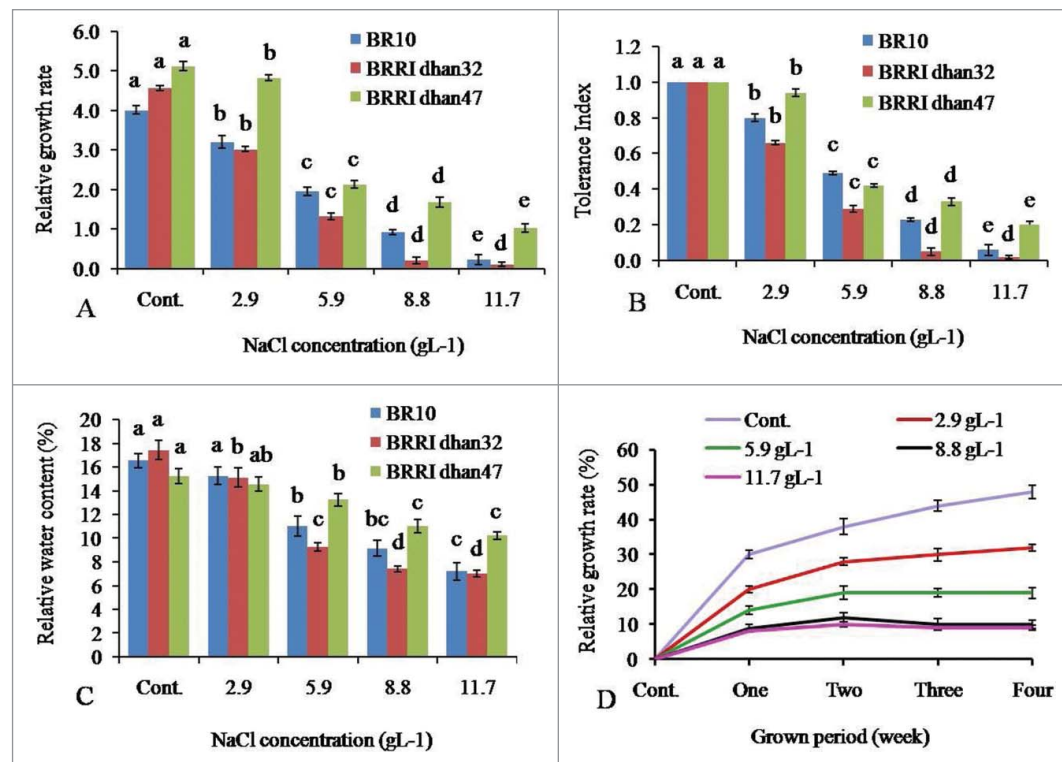 6.0
5.0
4.0
3.0
2.0
1.0
0.0
Relative growth rate
BR10
BRRI dhan32
BRRI dhan47
a a a
b b b
c c c
d d d
e d e
Cont. 2.9 5.9 8.8 11.7
A
NaCl concentration (gL-1)
1.2
1.0
0.8
0.6
0.4
0.2
0.0
Tolerance Index
BR10
BRRI dhan32
BRRI dhan47
a a a
b b b
c c c
d d d
e d e
Cont. 2.9 5.9 8.8 11.7
B
NaCl concentration (gL-1)
20
18
16
14
12
10
8
6
4
2
0
Relative water content (%)
BR10
BRRI dhan32
BRRI dhan47
a a a
a b ab
b c b
bc d c
c d c
Cont. 2.9 5.9 8.8 11.7
C
NaCl concentration (gL-1)
Cont. 2.9 gL-1
5.9 gL-1 8.8 gL-1
11.7 gL-1
60
50
40
30
20
10
0
Relative growth rate (%)
Cont. One Two Three Four
D
Grown period (week)